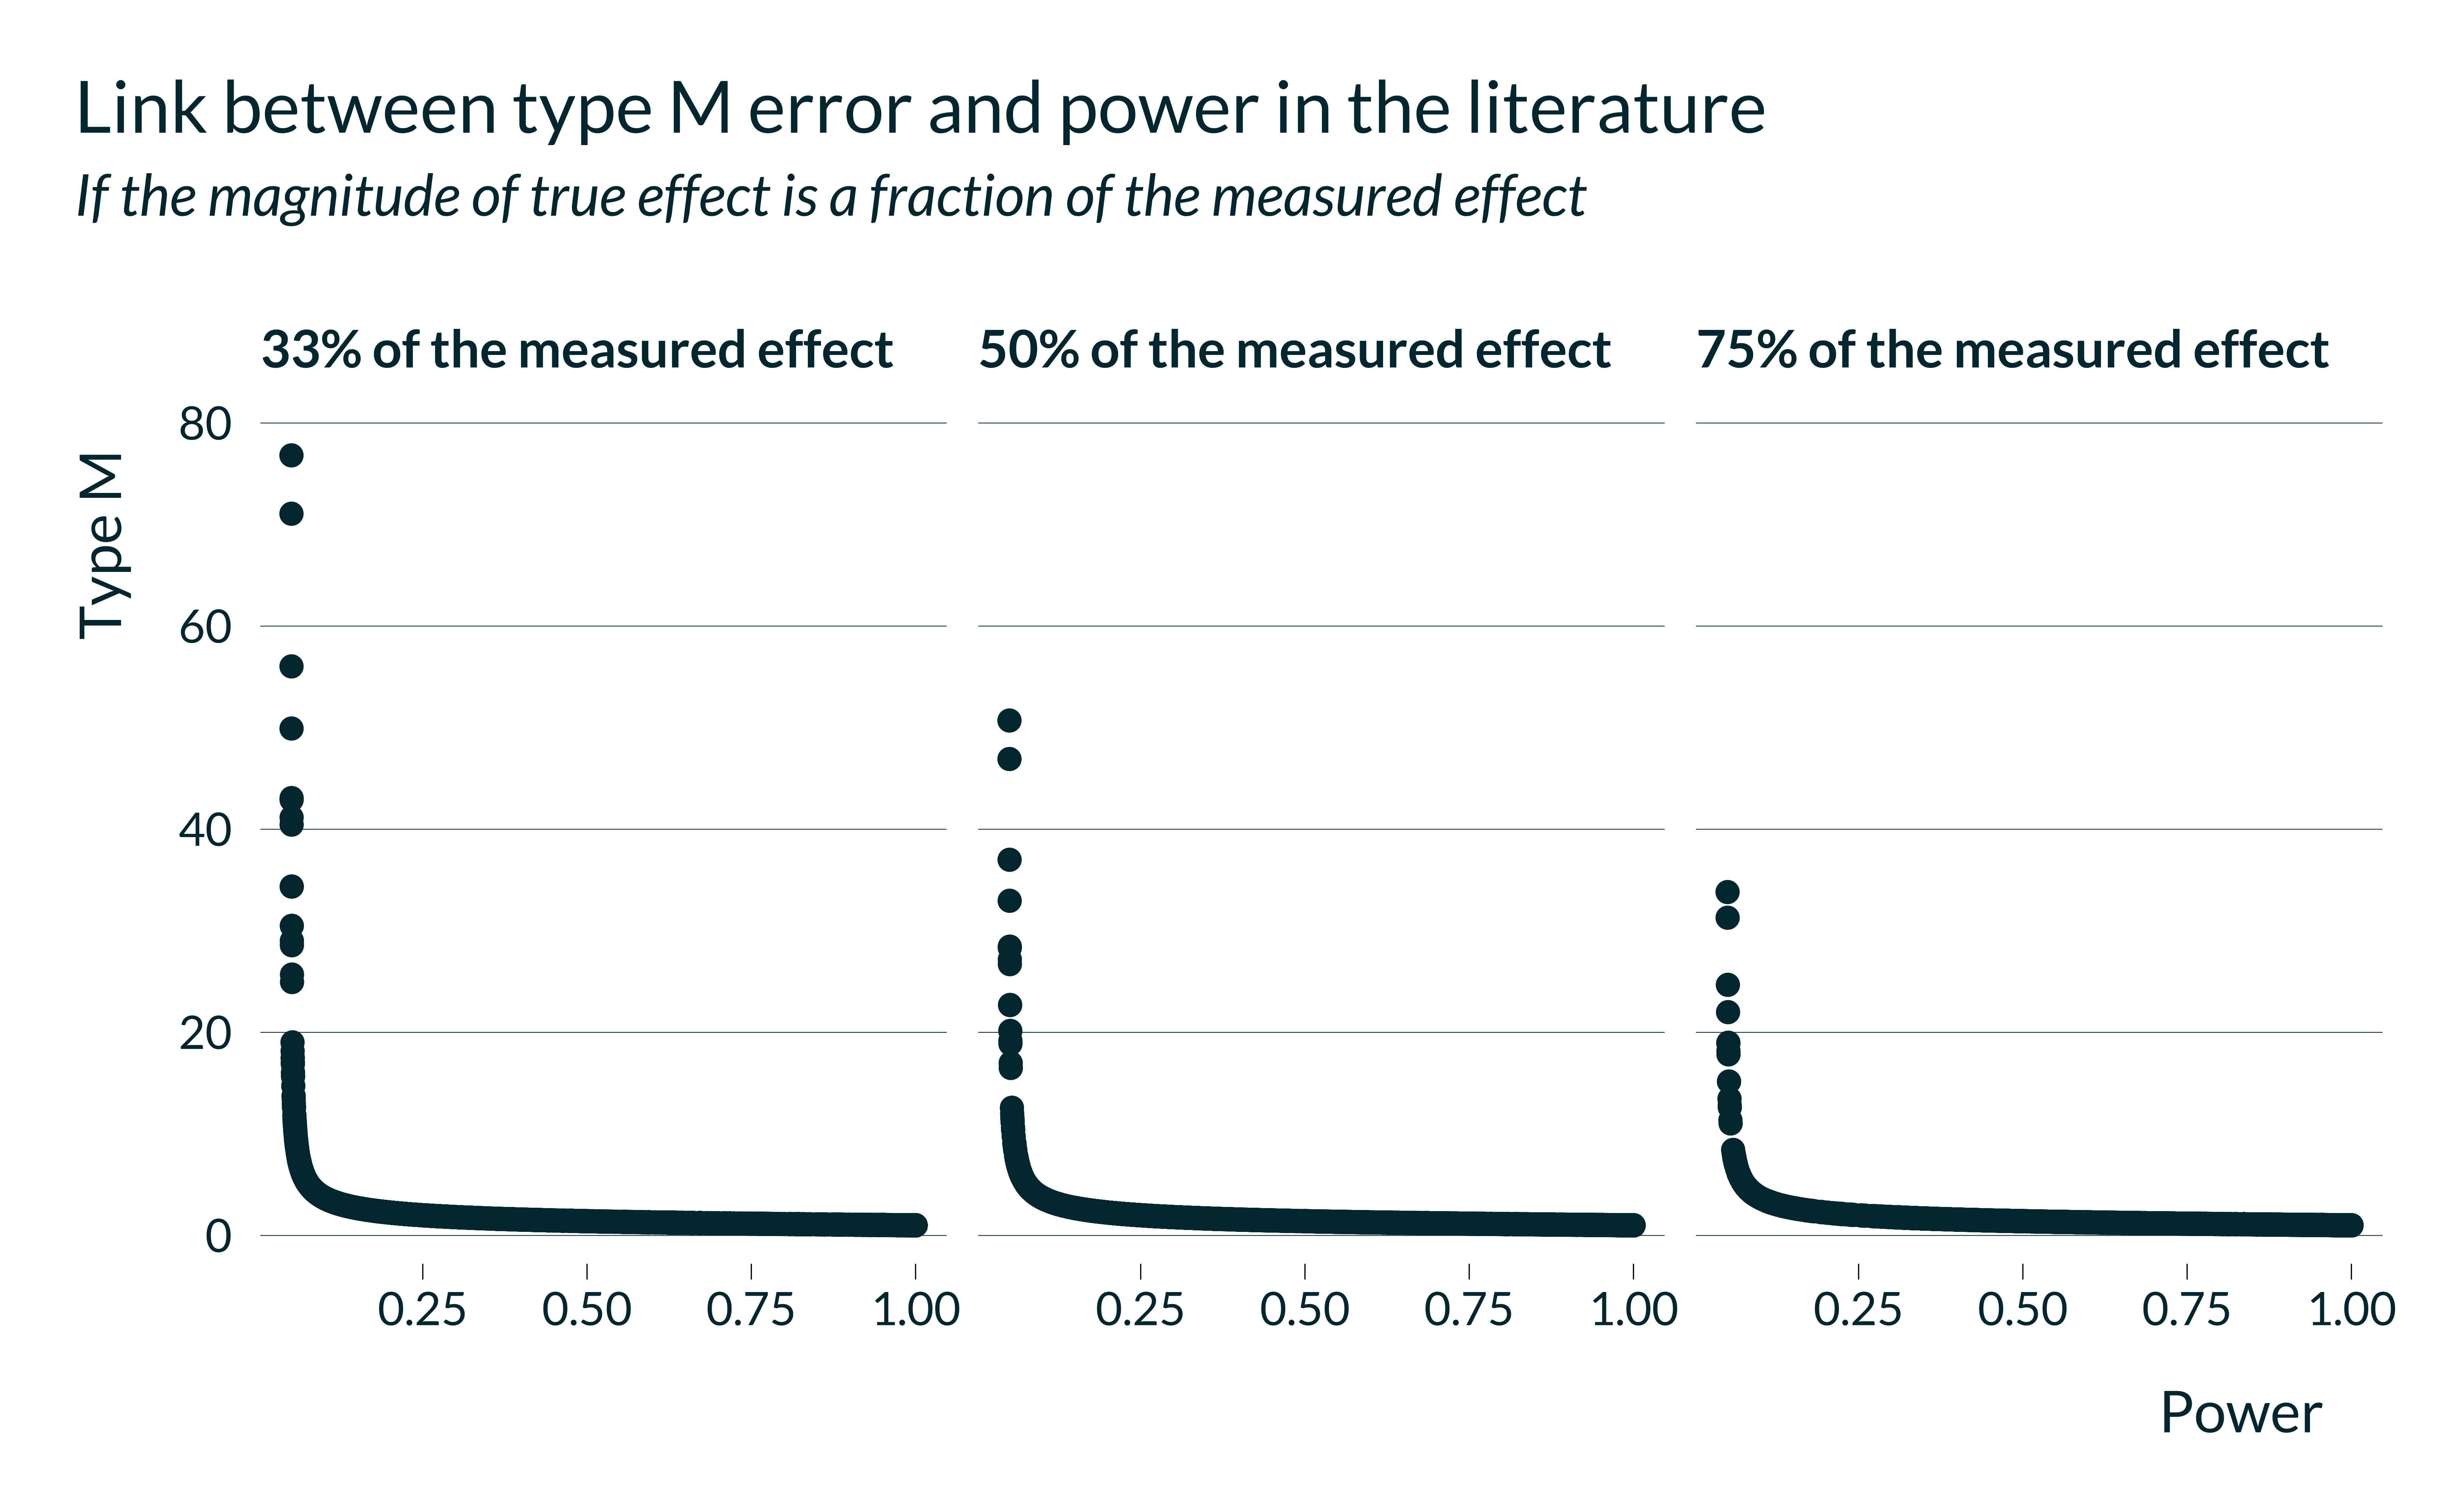 Link between type M error and power in the literature
If the magnitude of true effect is a fraction of the measured effect
33% of the measured effect
50% of the measured effect
75% of the measured effect
Type M
80
60
40
20
0
0.25 0.50 0.75 1.00
0.25 0.50 0.75 1.00
0.25 0.50 0.75 1.00
Power